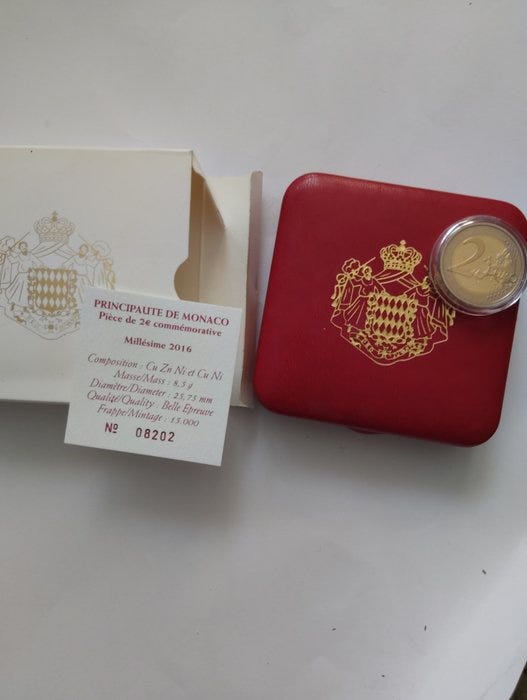 PRINCIPAUTE DE MONACO
Pièce de 2€ commémorative
Millésime 2016
Composition : Cu Zn Ni et Cu Ni
Masse/Mass : 8,5 g
Diamètre/Diameter : 25,75 mm
Qualité/Quality : Belle Epreuve
Frappe/Mintage : 15.000
Nº 08202
2